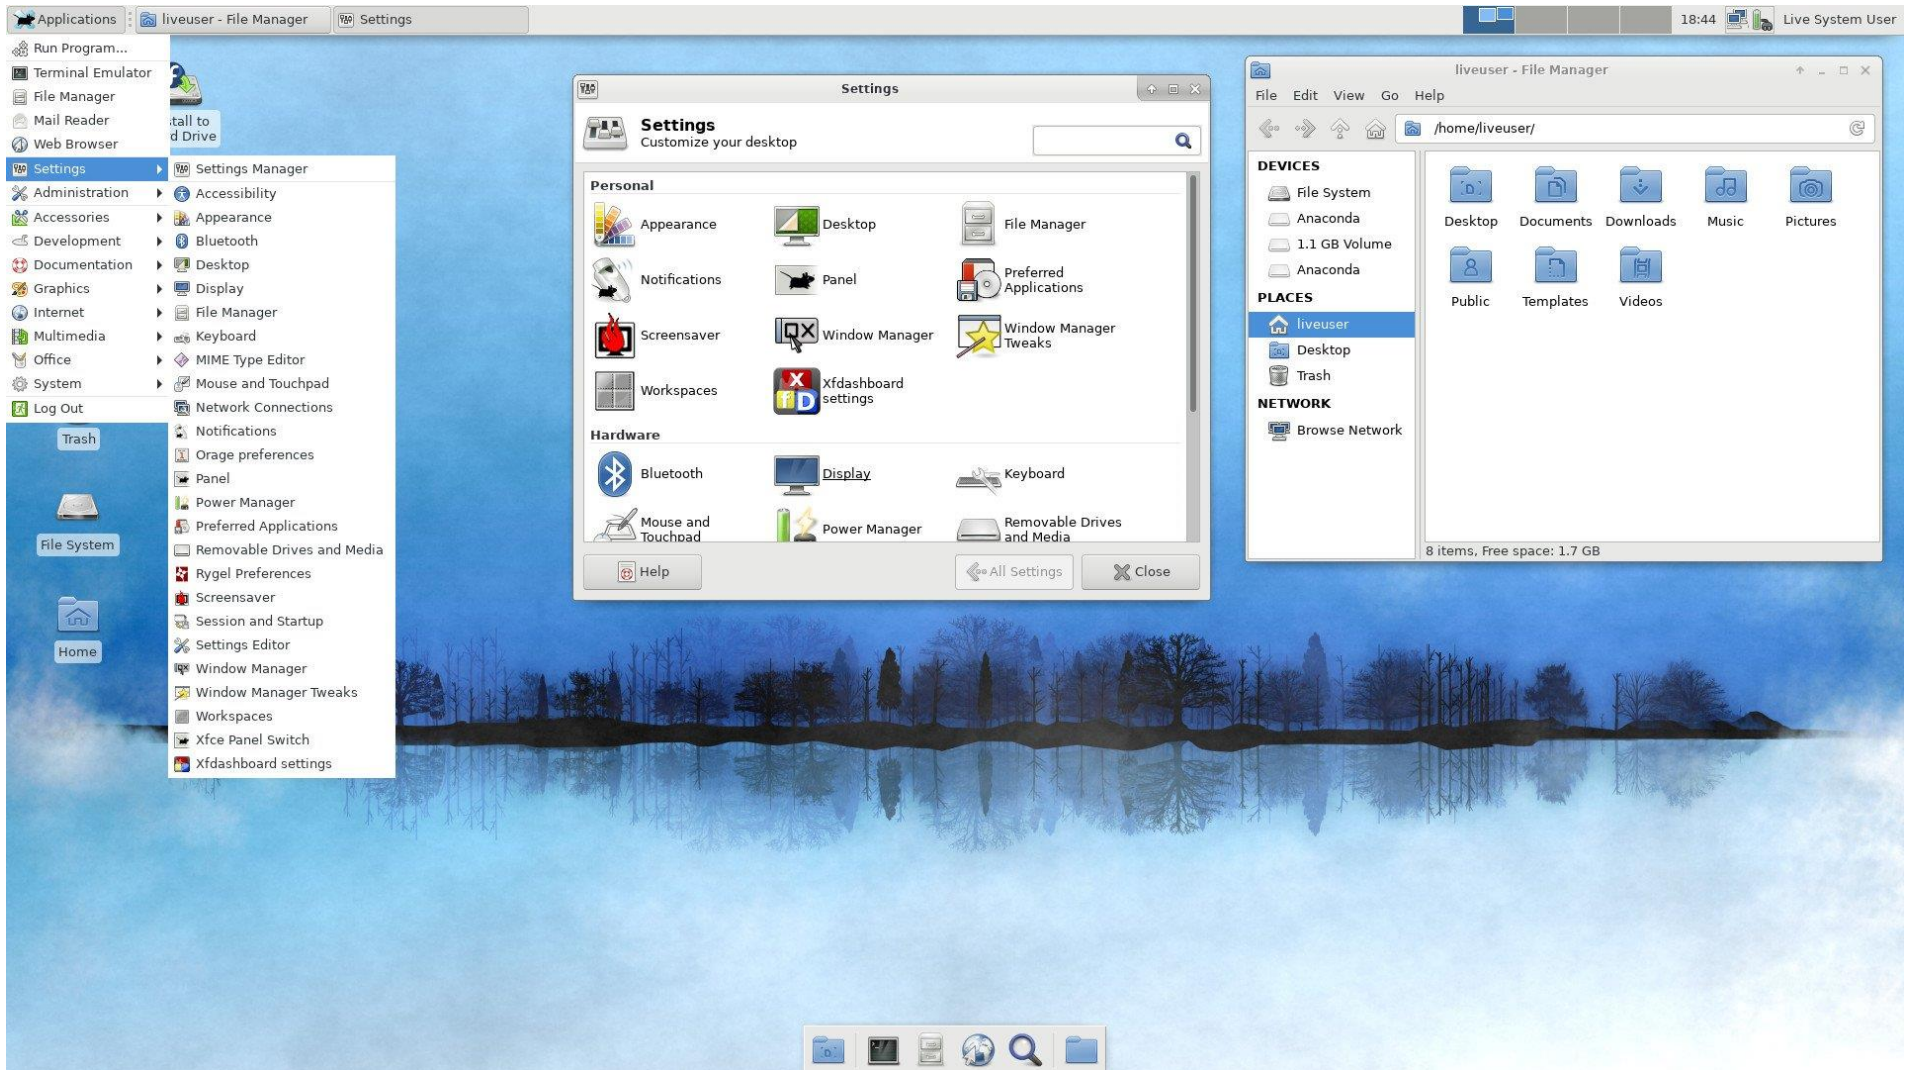 Applications
liveuser - File Manager
Settings
18:44
Live System User
Run Program...
Terminal Emulator
File Manager
Mail Reader
Web Browser
Settings
Administration
Accessories
Development
Documentation
Graphics
Internet
Multimedia
Office
System
Log Out
Settings Manager
Accessibility
Appearance
Bluetooth
Desktop
Display
File Manager
Keyboard
MIME Type Editor
Mouse and Touchpad
Network Connections
Notifications
Orage preferences
Panel
Power Manager
Preferred Applications
Removable Drives and Media
Rygel Preferences
Screensaver
Session and Startup
Settings Editor
Window Manager
Window Manager Tweaks
Workspaces
Xfce Panel Switch
Xfdashboard settings
stall to
d Drive
Trash
File System
Home
Settings
Settings
Customize your desktop
Personal
Appearance
Desktop
File Manager
Notifications
Panel
Preferred
Applications
Screensaver
Window Manager
Window Manager
Tweaks
Workspaces
Xfdashboard
settings
Hardware
Bluetooth
Display
Keyboard
Mouse and
Touchpad
Power Manager
Removable Drives
and Media
Help
All Settings
Close
liveuser - File Manager
File Edit View Go Help
/home/liveuser/
DEVICES
File System
Anaconda
1.1 GB Volume
Anaconda
PLACES
liveuser
Desktop
Trash
NETWORK
Browse Network
Desktop
Documents
Downloads
Music
Pictures
Public
Templates
Videos
8 items, Free space: 1.7 GB